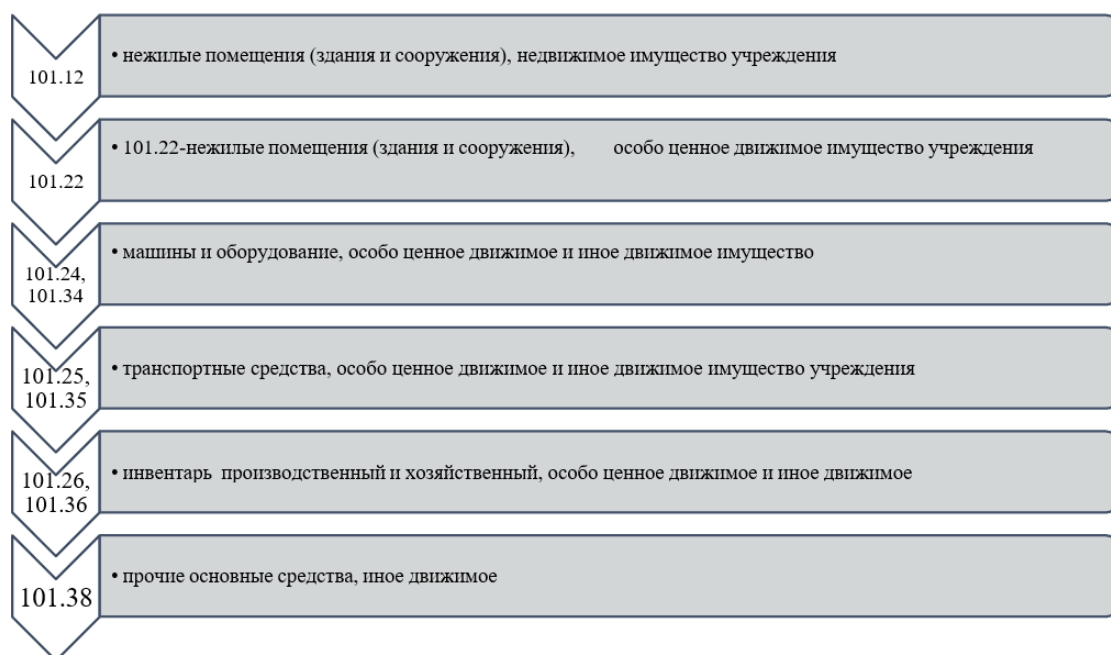 101.12
• нежилые помещения (здания и сооружения), недвижимое имущество учреждения
101.22
• 101.22-нежилые помещения (здания и сооружения), особо ценное движимое имущество учреждения
101.24,
101.34
• машины и оборудование, особо ценное движимое и иное движимое имущество
101.25,
101.35
• транспортные средства, особо ценное движимое и иное движимое имущество учреждения
101.26,
101.36
• инвентарь производственный и хозяйственный, особо ценное движимое и иное движимое
101.38
• прочие основные средства, иное движимое